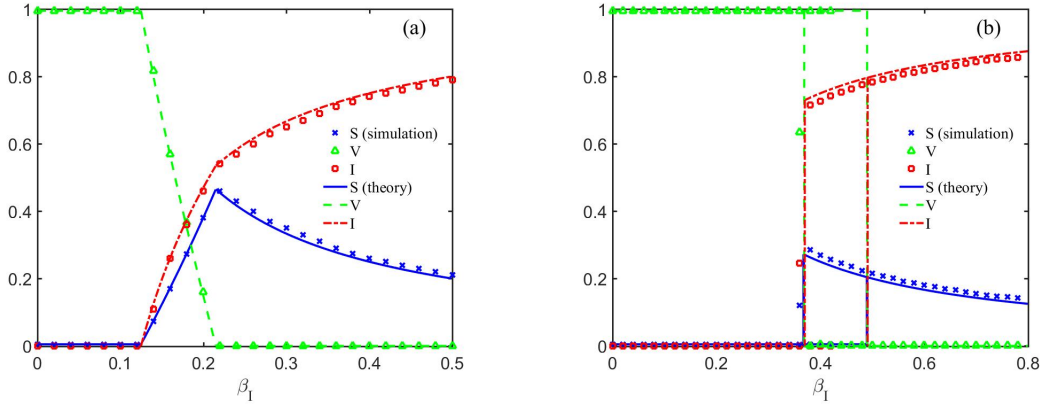 (a)
1
0.8
0.6
0.4
0.2
0
S (simulation)
V
I
S (theory)
V
I
0 0.1 0.2 0.3 0.4 0.5
β_I
(b)
1
0.8
0.6
0.4
0.2
0
S (simulation)
V
I
S (theory)
V
I
0 0.2 0.4 0.6 0.8
β_I